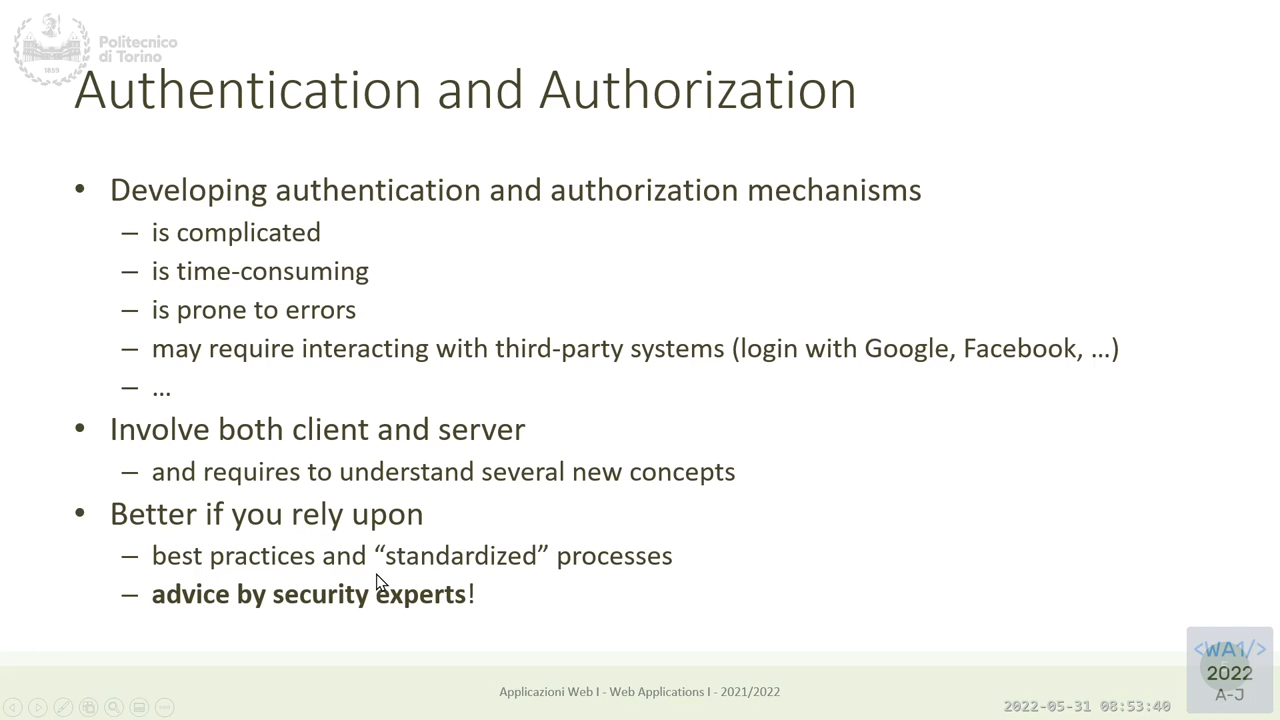 Politecnico
di Torino
1859
Authentication and Authorization
• Developing authentication and authorization mechanisms
– is complicated
– is time-consuming
– is prone to errors
– may require interacting with third-party systems (login with Google, Facebook, …)
– …
• Involve both client and server
– and requires to understand several new concepts
• Better if you rely upon
– best practices and “standardized” processes
– advice by security experts!
Applicazioni Web I - Web Applications I - 2021/2022
2022-05-31 08:53:40
<WA1/>
2022
A-J